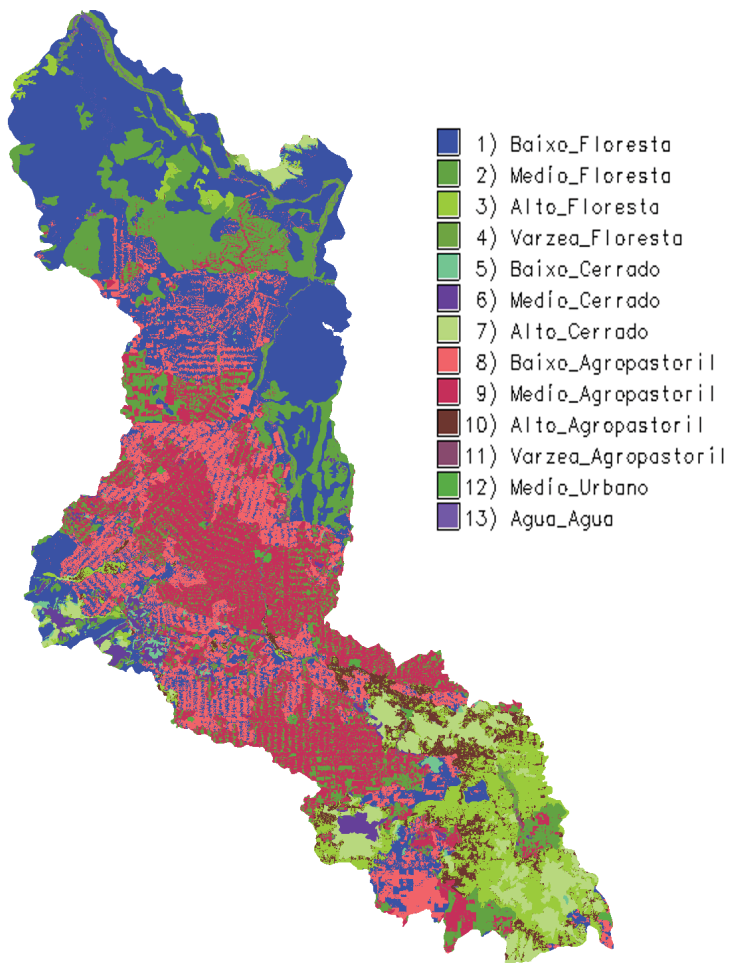 1) Baixo_Floresta
2) Medio_Floresta
3) Alto_Floresta
4) Varzea_Floresta
5) Baixo_Cerrado
6) Medio_Cerrado
7) Alto_Cerrado
8) Baixo_Agropastoril
9) Medio_Agropastoril
10) Alto_Agropastoril
11) Varzea_Agropastoril
12) Medio_Urbano
13) Agua_Agua